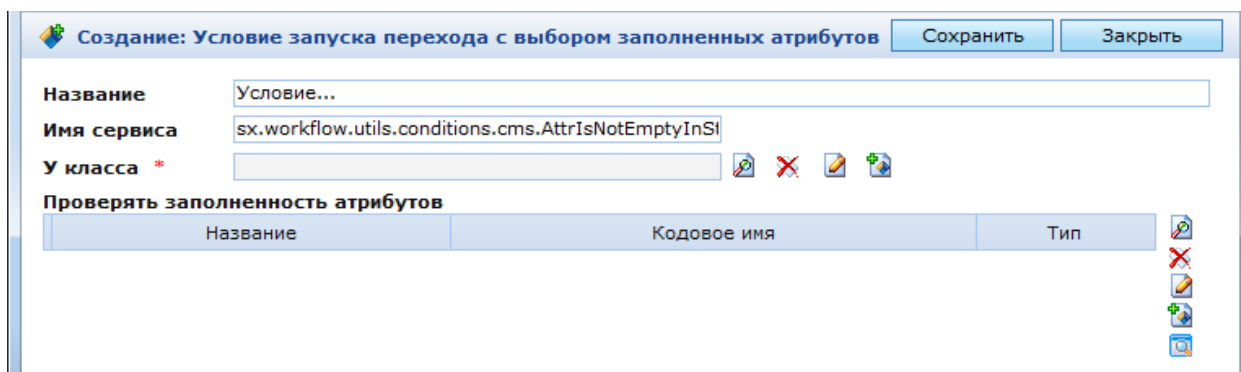 Создание: Условие запуска перехода с выбором заполненных атрибутов Сохранить Закрыть
Название Условие...
Имя сервиса sx.workflow.utils.conditions.cms.AttrIsNotEmptyInSt
У класса *
Проверять заполненность атрибутов
Название Кодовое имя Тип